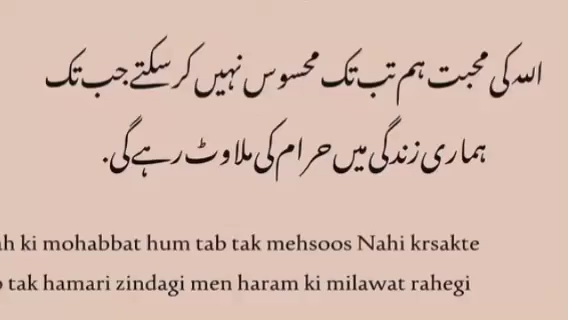 اللہ کی محبت ہم تب تک محسوس نہیں کر سکتے جب تک
ہماری زندگی میں حرام کی ملاوٹ رہے گی.
ah ki mohabbat hum tab tak mehsoos Nahi krsakte
tak hamari zindagi men haram ki milawat rahegi